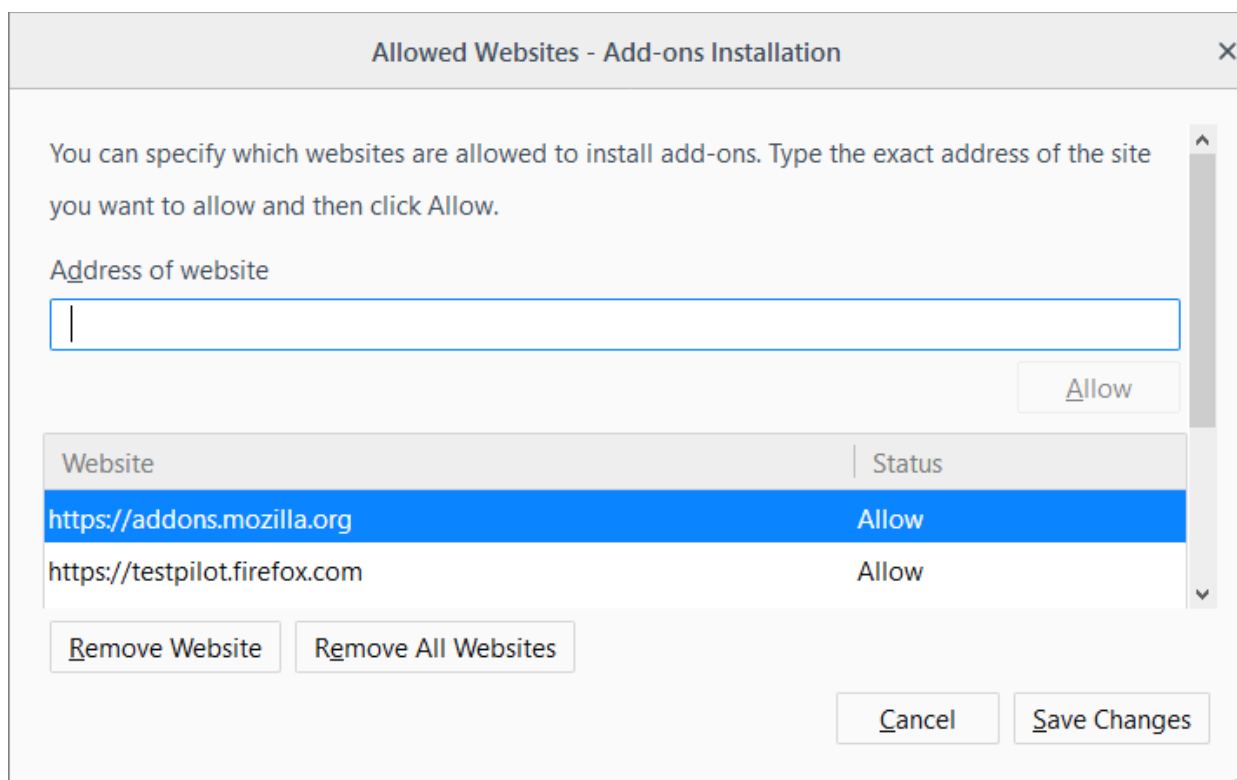 Allowed Websites - Add-ons Installation
You can specify which websites are allowed to install add-ons. Type the exact address of the site
you want to allow and then click Allow.
Address of website
Allow
Website Status
https://addons.mozilla.org Allow
https://testpilot.firefox.com Allow
Remove Website Remove All Websites
Cancel Save Changes